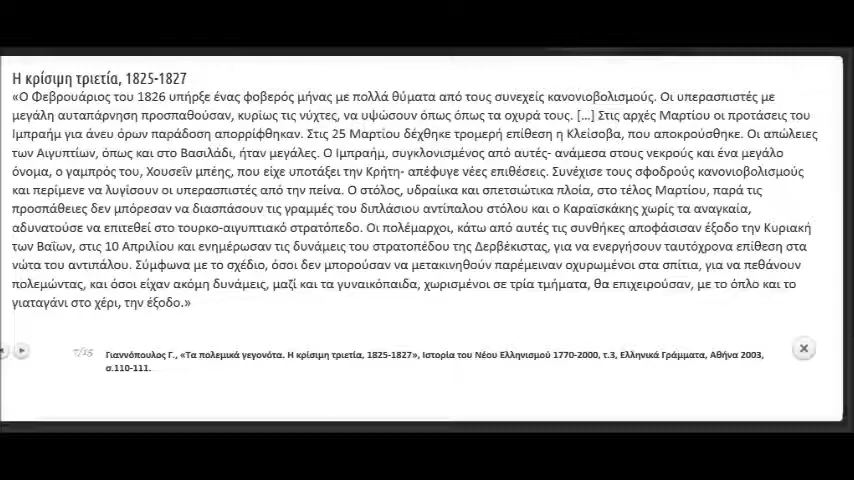 Η κρίσιμη τριετία, 1825-1827
«Ο Φεβρουάριος του 1826 υπήρξε ένας φοβερός μήνας με πολλά θύματα από τους συνεχείς κανονιοβολισμούς. Οι υπερασπιστές με
μεγάλη αυταπάρνηση προσπαθούσαν, κυρίως τις νύχτες, να υψώσουν όπως όπως τα οχυρά τους. [...] Στις αρχές Μαρτίου οι προτάσεις του
Ιμπραήμ για άνευ όρων παράδοση απορρίφθηκαν. Στις 25 Μαρτίου δέχθηκε τρομερή επίθεση η Κλείσοβα, που αποκρούσθηκε. Οι απώλειες
των Αιγυπτίων, όπως και στο Βασιλάδι, ήταν μεγάλες. Ο Ιμπραήμ, συγκλονισμένος από αυτές- ανάμεσα στους νεκρούς και ένα μεγάλο
όνομα, ο γαμπρός του, Χουσεΐν μπέης, που είχε υποτάξει την Κρήτη- απέφυγε νέες επιθέσεις. Συνέχισε τους σφοδρούς κανονιοβολισμούς
και περίμενε να λυγίσουν οι υπερασπιστές από την πείνα. Ο στόλος, υδραίικα και σπετσιώτικα πλοία, στο τέλος Μαρτίου, παρά τις
προσπάθειες δεν μπόρεσαν να διασπάσουν τις γραμμές του διπλάσιου αντίπαλου στόλου και ο Καραϊσκάκης χωρίς τα αναγκαία,
αδυνατούσε να επιτεθεί στο τουρκο-αιγυπτιακό στρατόπεδο. Οι πολέμαρχοι, κάτω από αυτές τις συνθήκες αποφάσισαν έξοδο την Κυριακή
των Βαΐων, στις 10 Απριλίου και ενημέρωσαν τις δυνάμεις του στρατοπέδου της Δερβέκιστας, για να ενεργήσουν ταυτόχρονα επίθεση στα
νώτα του αντιπάλου. Σύμφωνα με το σχέδιο, όσοι δεν μπορούσαν να μετακινηθούν παρέμειναν οχυρωμένοι στα σπίτια, για να πεθάνουν
πολεμώντας, και όσοι είχαν ακόμη δυνάμεις, μαζί και τα γυναικόπαιδα, χωρισμένοι σε τρία τμήματα, θα επιχειρούσαν, με το όπλο και το
γιαταγάνι στο χέρι, την έξοδο.»
7/15
Γιαννόπουλος Γ., «Τα πολεμικά γεγονότα. Η κρίσιμη τριετία, 1825-1827», Ιστορία του Νέου Ελληνισμού 1770-2000, τ.3, Ελληνικά Γράμματα, Αθήνα 2003,
σ.110-111.